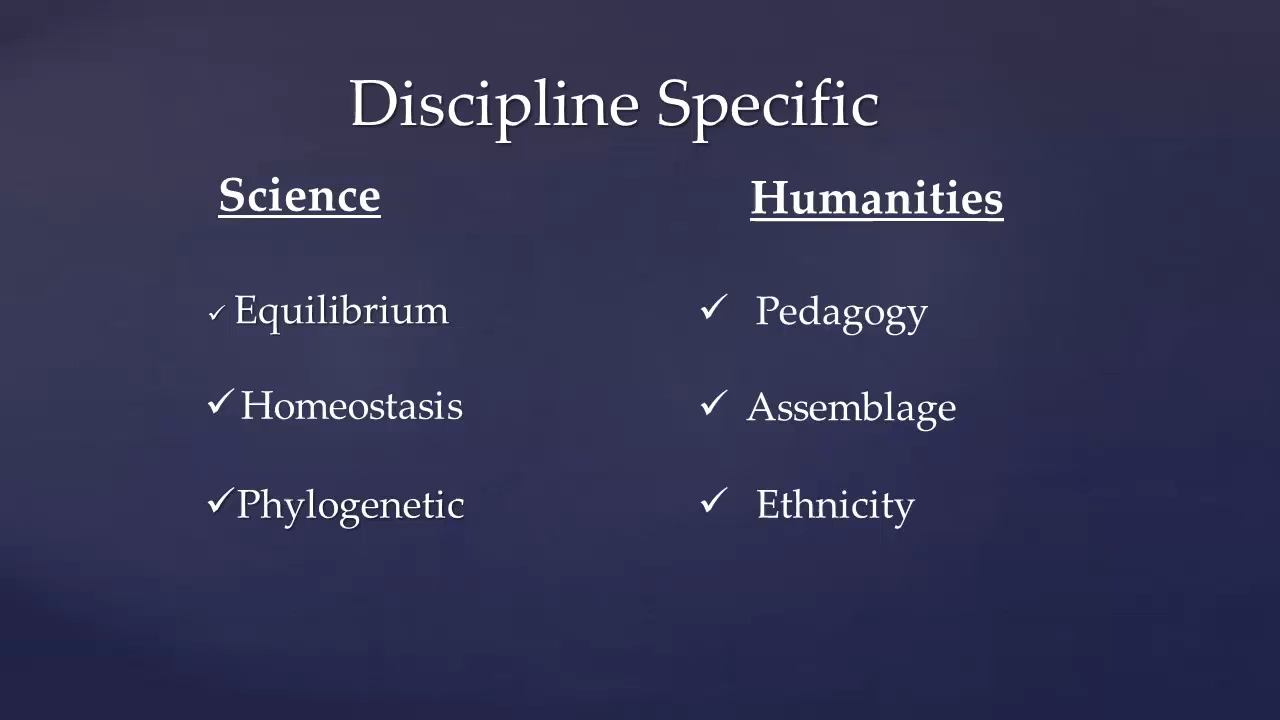 Discipline Specific
Science
Humanities
✓ Equilibrium
✓ Homeostasis
✓ Phylogenetic
✓ Pedagogy
✓ Assemblage
✓ Ethnicity